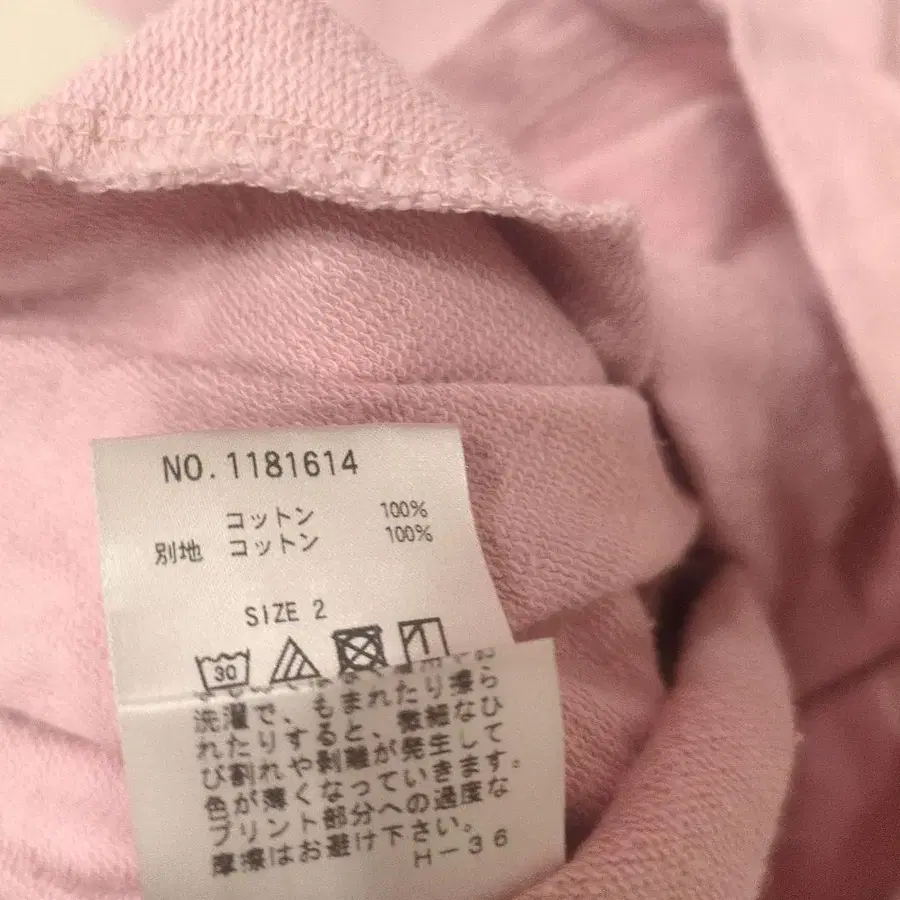 NO.1181614
コットン 100%
別地 コットン 100%
SIZE 2
30
洗濯で、もまれたり擦ら
れたりすると、微細なひ
び割れや剥離が発生して
色が薄くなっていきます。
プリント部分への過度な
摩擦はお避け下さい。
H-36